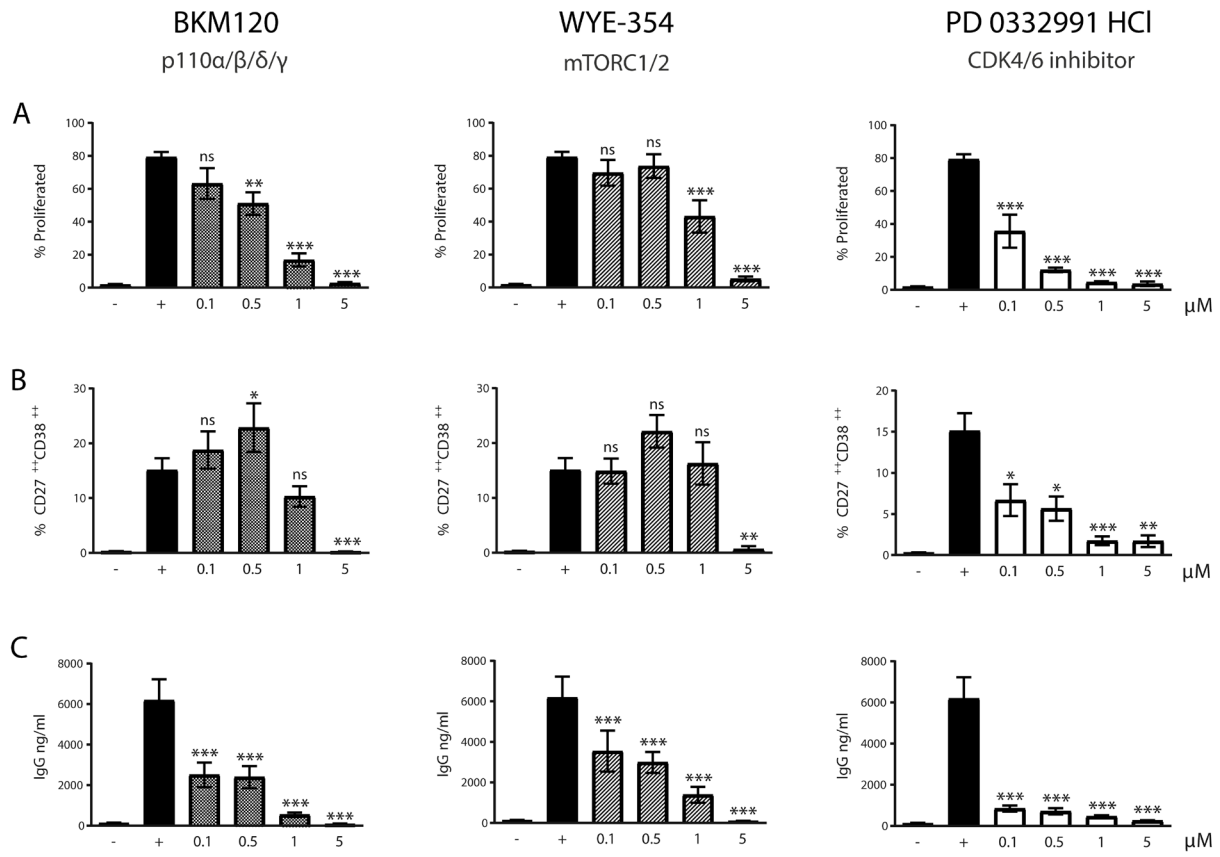 BKM120 WYE-354 PD 0332991 HCl
p110α/β/δ/γ mTORC1/2 CDK4/6 inhibitor
A
% Proliferated
100
80
60
40
20
0
ns
**
***
***
- + 0.1 0.5 1 5
% Proliferated
100
80
60
40
20
0
ns
ns
***
***
- + 0.1 0.5 1 5
% Proliferated
100
80
60
40
20
0
***
***
***
***
- + 0.1 0.5 1 5 μM
B
% CD27 ++CD38 ++
30
20
10
0
ns
*
ns
***
- + 0.1 0.5 1 5
% CD27 ++CD38 ++
30
20
10
0
ns
ns
ns
**
- + 0.1 0.5 1 5
% CD27 ++CD38 ++
20
15
10
5
0
*
*
***
**
- + 0.1 0.5 1 5 μM
C
IgG ng/ml
8000
6000
4000
2000
0
***
***
***
***
- + 0.1 0.5 1 5
IgG ng/ml
8000
6000
4000
2000
0
***
***
***
***
- + 0.1 0.5 1 5
IgG ng/ml
8000
6000
4000
2000
0
***
***
***
***
- + 0.1 0.5 1 5 μM